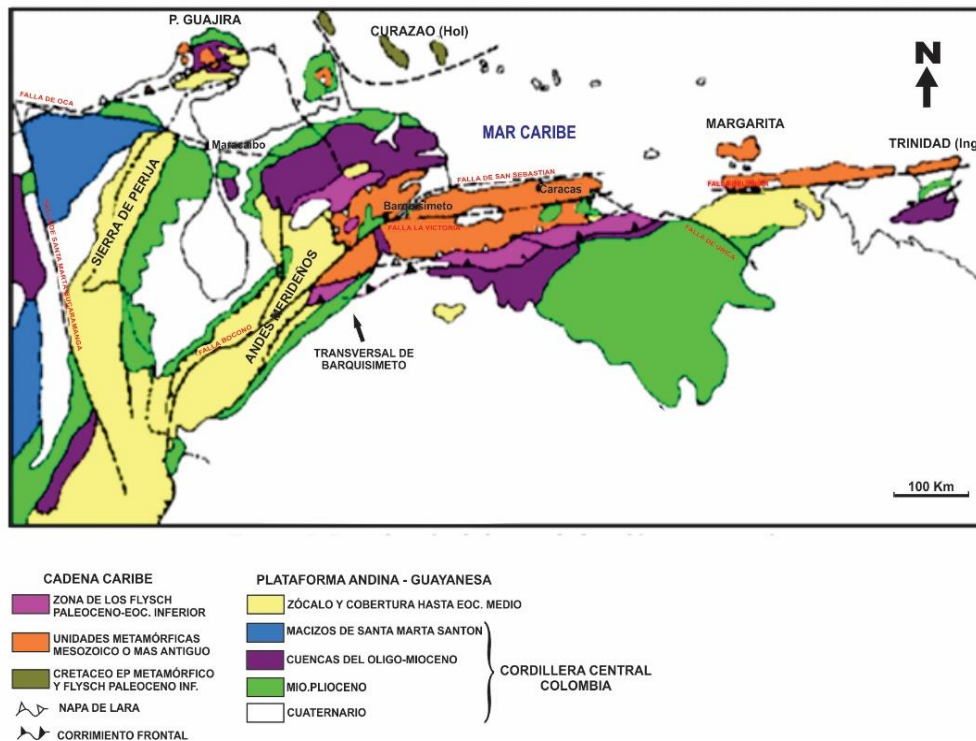 P. GUAJIRA
CURAZAO (Hol)
N
FALLA DE OCA
MAR CARIBE
MARGARITA
TRINIDAD (Ing
Maracaibo
SIERRA DE PERIJA
FALLA DE SAN SEBASTIAN
Caracas
Barquisimeto
FALLA LA VICTORIA
FALLA DE URICA
DE SANTA MARTA BUCARAMANGA
ANDES MERIDEÑOS
FALLA BOCONO
TRANSVERSAL DE
BARQUISIMETO
100 Km
CADENA CARIBE
ZONA DE LOS FLYSCH
PALEOCENO-EOC. INFERIOR
UNIDADES METAMÓRFICAS
MESOZOICO O MAS ANTIGUO
CRETACEO EP METAMÓRFICO
Y FLYSCH PALEOCENO INF.
NAPA DE LARA
CORRIMIENTO FRONTAL
PLATAFORMA ANDINA - GUAYANESA
ZÓCALO Y COBERTURA HASTA EOC. MEDIO
MACIZOS DE SANTA MARTA SANTON
CUENCAS DEL OLIGO-MIOCENO
MIO.PLIOCENO
CUATERNARIO
CORDILLERA CENTRAL
COLOMBIA